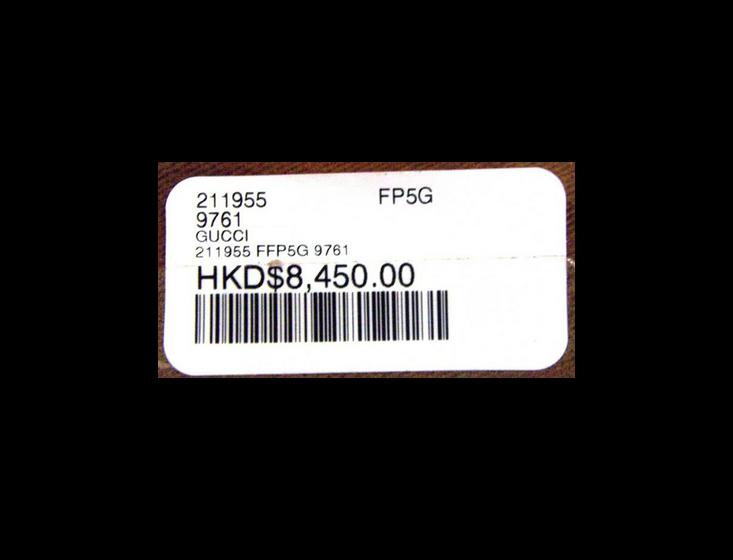 211955 FP5G
9761
GUCCI
211955 FFP5G 9761
HKD$8,450.00